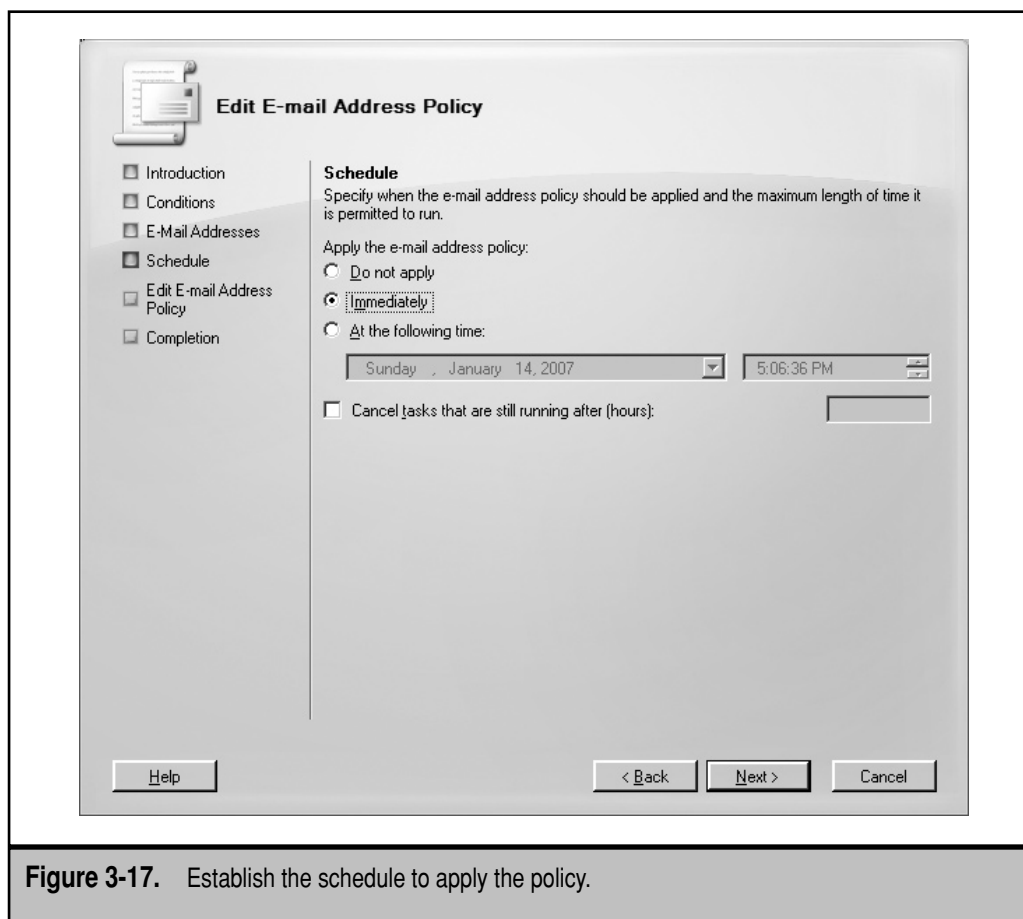 Edit E-mail Address Policy
Introduction
Conditions
E-Mail Addresses
Schedule
Edit E-mail Address
Policy
Completion
Schedule
Specify when the e-mail address policy should be applied and the maximum length of time it
is permitted to run.
Apply the e-mail address policy:
Do not apply
Immediately
At the following time:
Sunday , January 14, 2007
5:06:36 PM
Cancel tasks that are still running after (hours):
Help
< Back
Next >
Cancel
Figure 3-17. Establish the schedule to apply the policy.